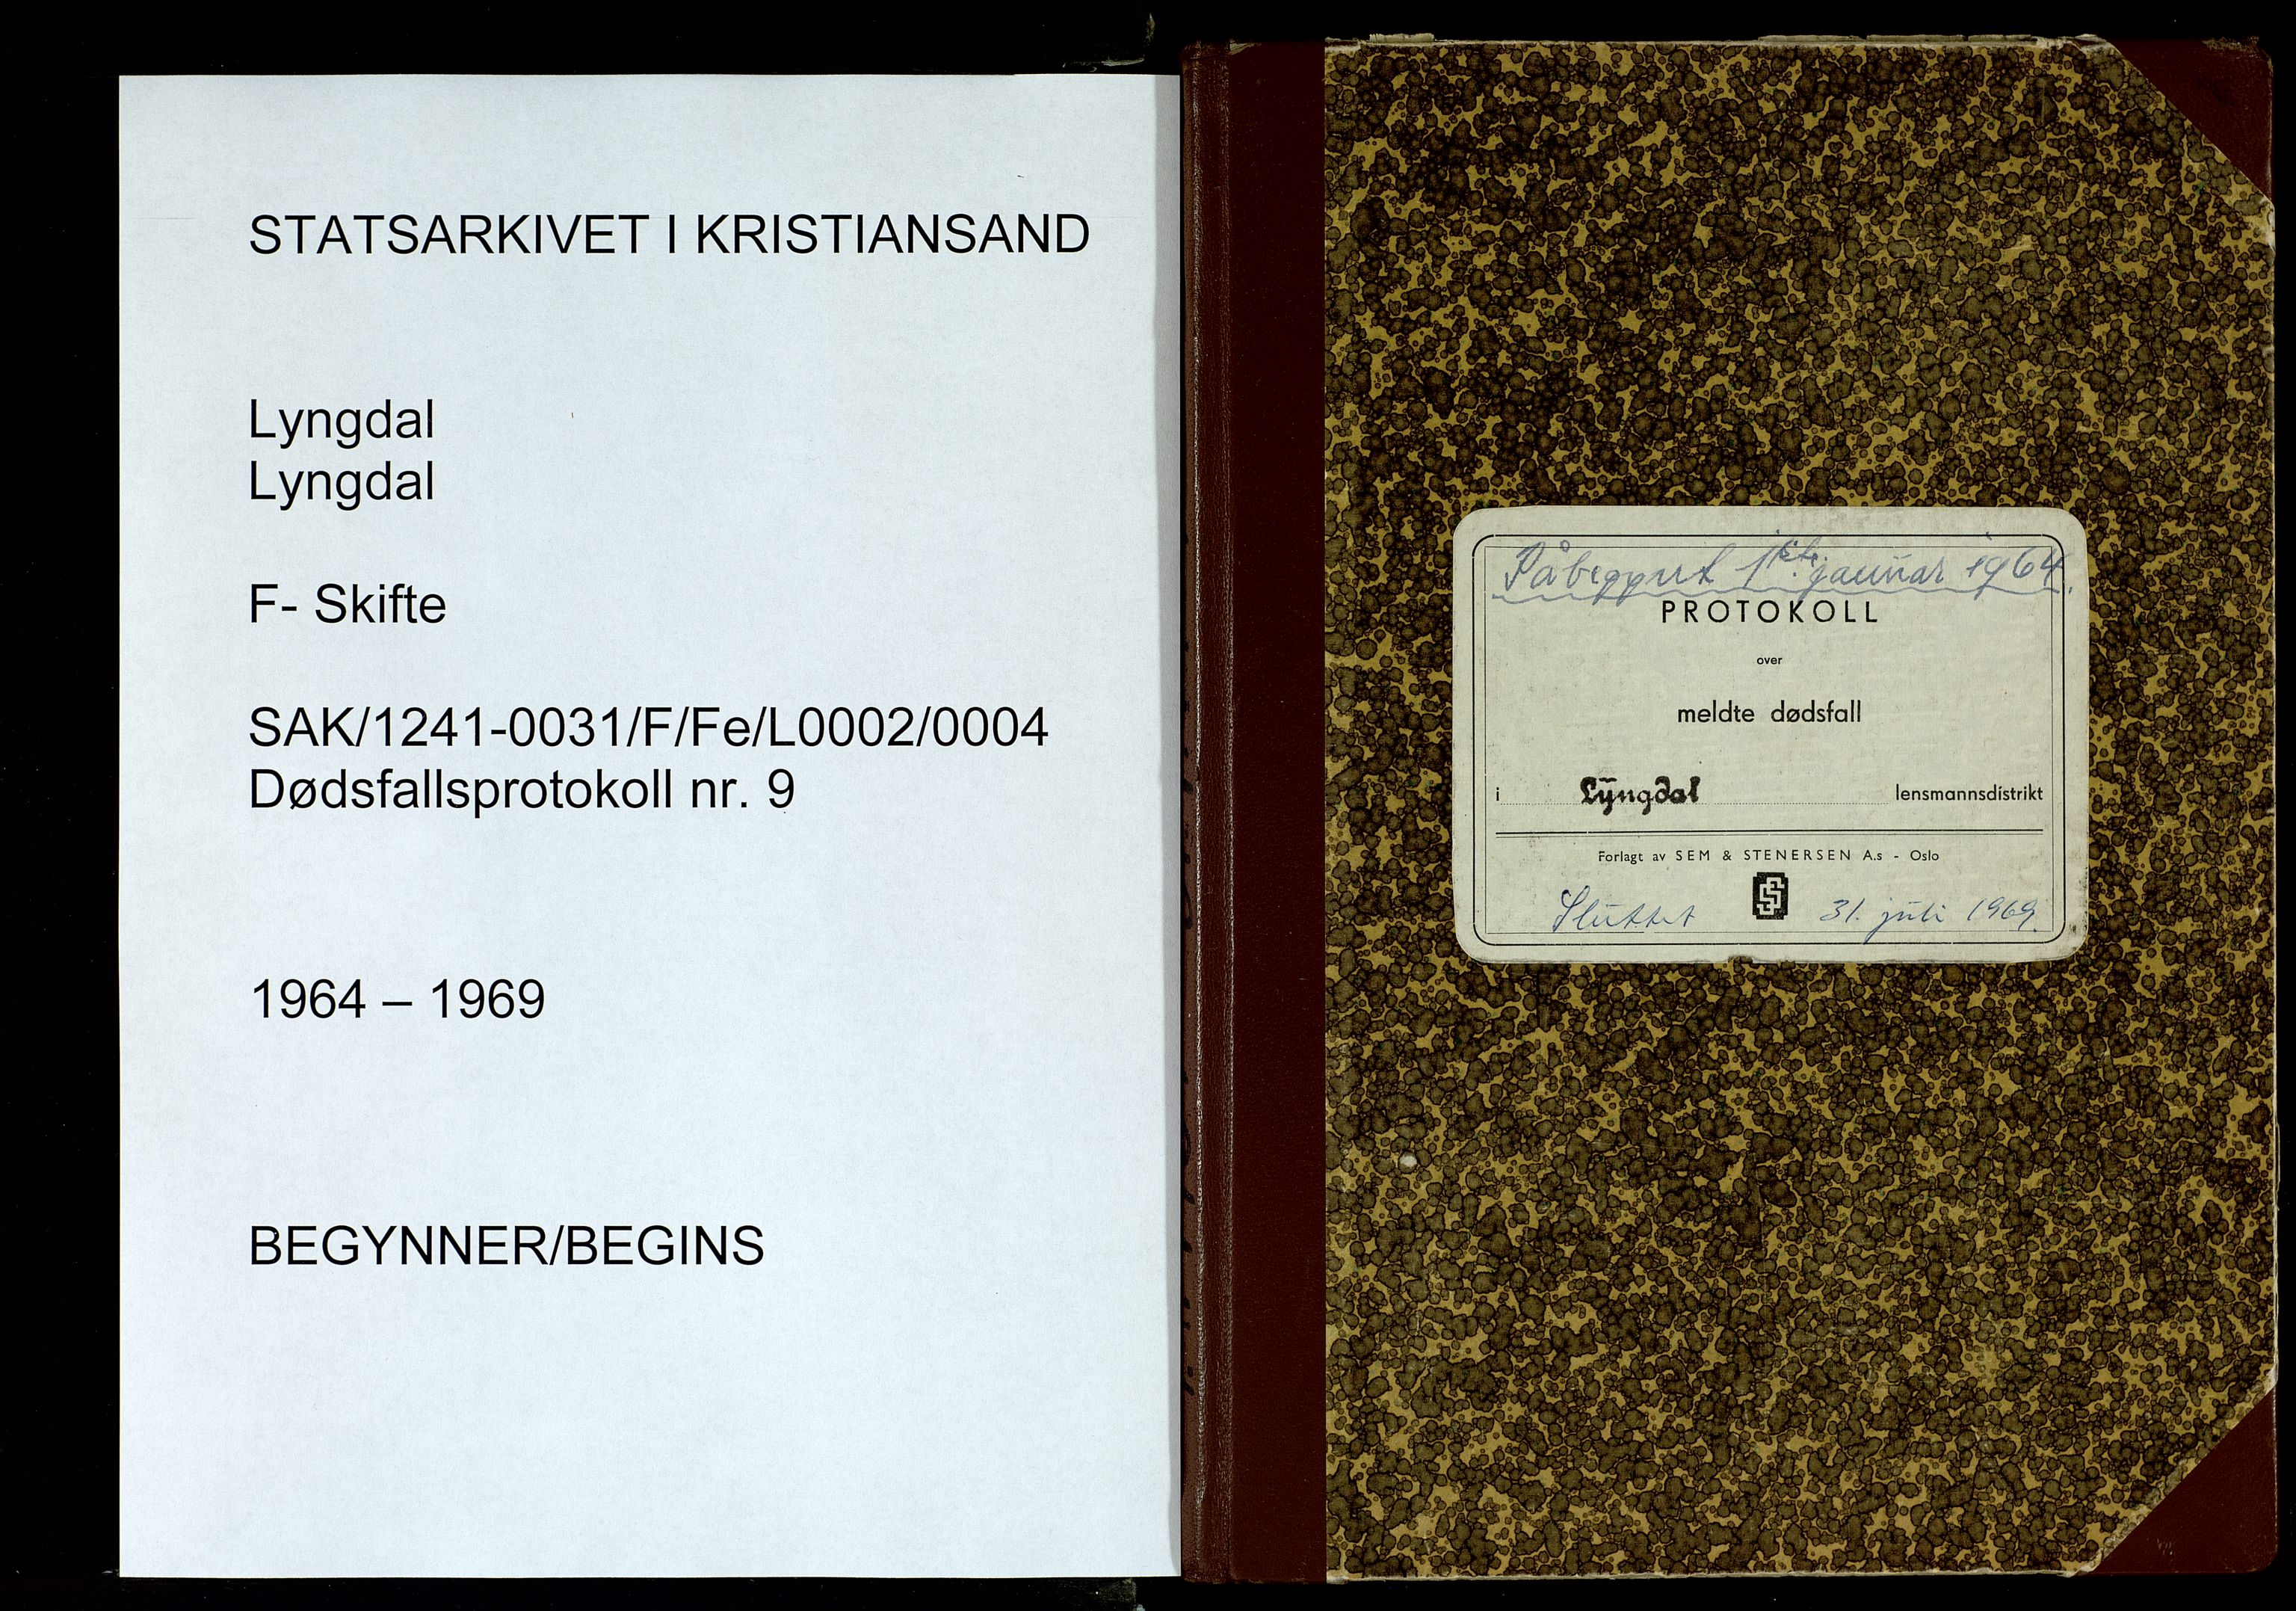 STATSARKIVET I KRISTIANSAND
Lyngdal
Lyngdal
F- Skifte
SAK/1241-0031/F/Fe/L0002/0004
Dødsfallsprotokoll nr. 9
1964 – 1969
BEGYNNER/BEGINS
Påbegynt 1ste januar 1964.
PROTOKOLL
over
meldte dødsfall
i Lyngdal lensmannsdistrikt
Forlagt av SEM & STENERSEN A.s - Oslo
Sluttet 31. juli 1969.